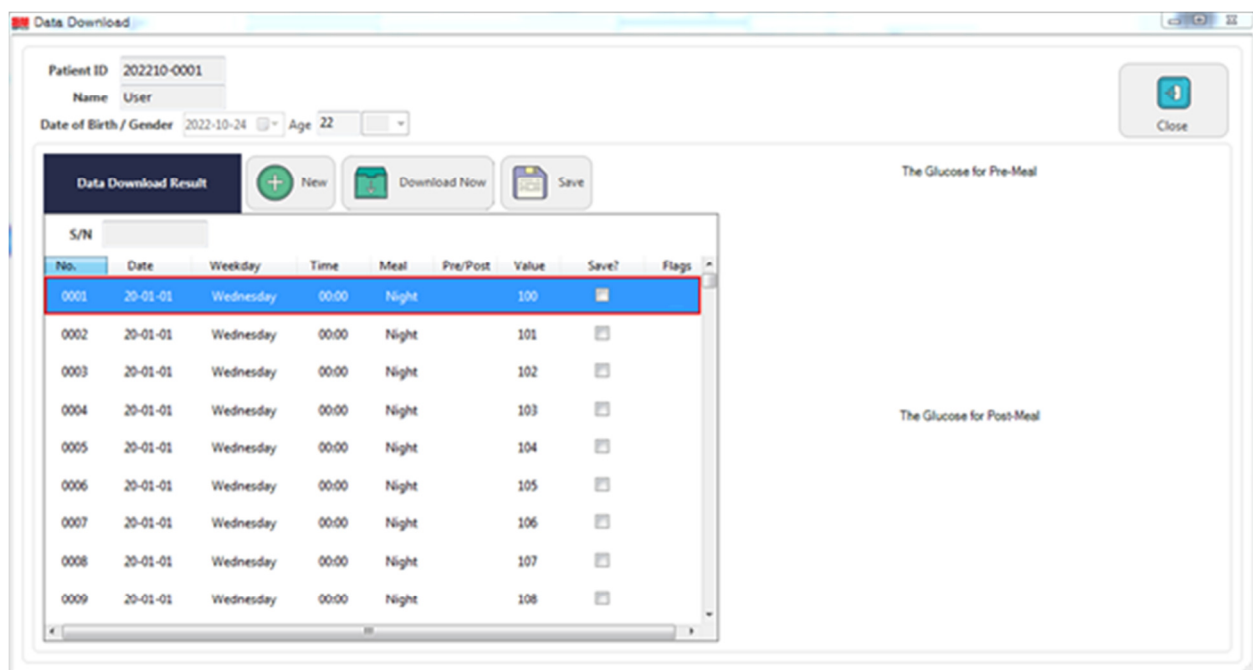 Data Download
Patient ID 202210-0001
Name User
Date of Birth / Gender 2022-10-24 Age 22
Close
Data Download Result New Download Now Save
The Glucose for Pre-Meal
S/N
No. Date Weekday Time Meal Pre/Post Value Save? Flags
0001 20-01-01 Wednesday 00:00 Night 100
0002 20-01-01 Wednesday 00:00 Night 101
0003 20-01-01 Wednesday 00:00 Night 102
0004 20-01-01 Wednesday 00:00 Night 103
The Glucose for Post-Meal
0005 20-01-01 Wednesday 00:00 Night 104
0006 20-01-01 Wednesday 00:00 Night 105
0007 20-01-01 Wednesday 00:00 Night 106
0008 20-01-01 Wednesday 00:00 Night 107
0009 20-01-01 Wednesday 00:00 Night 108